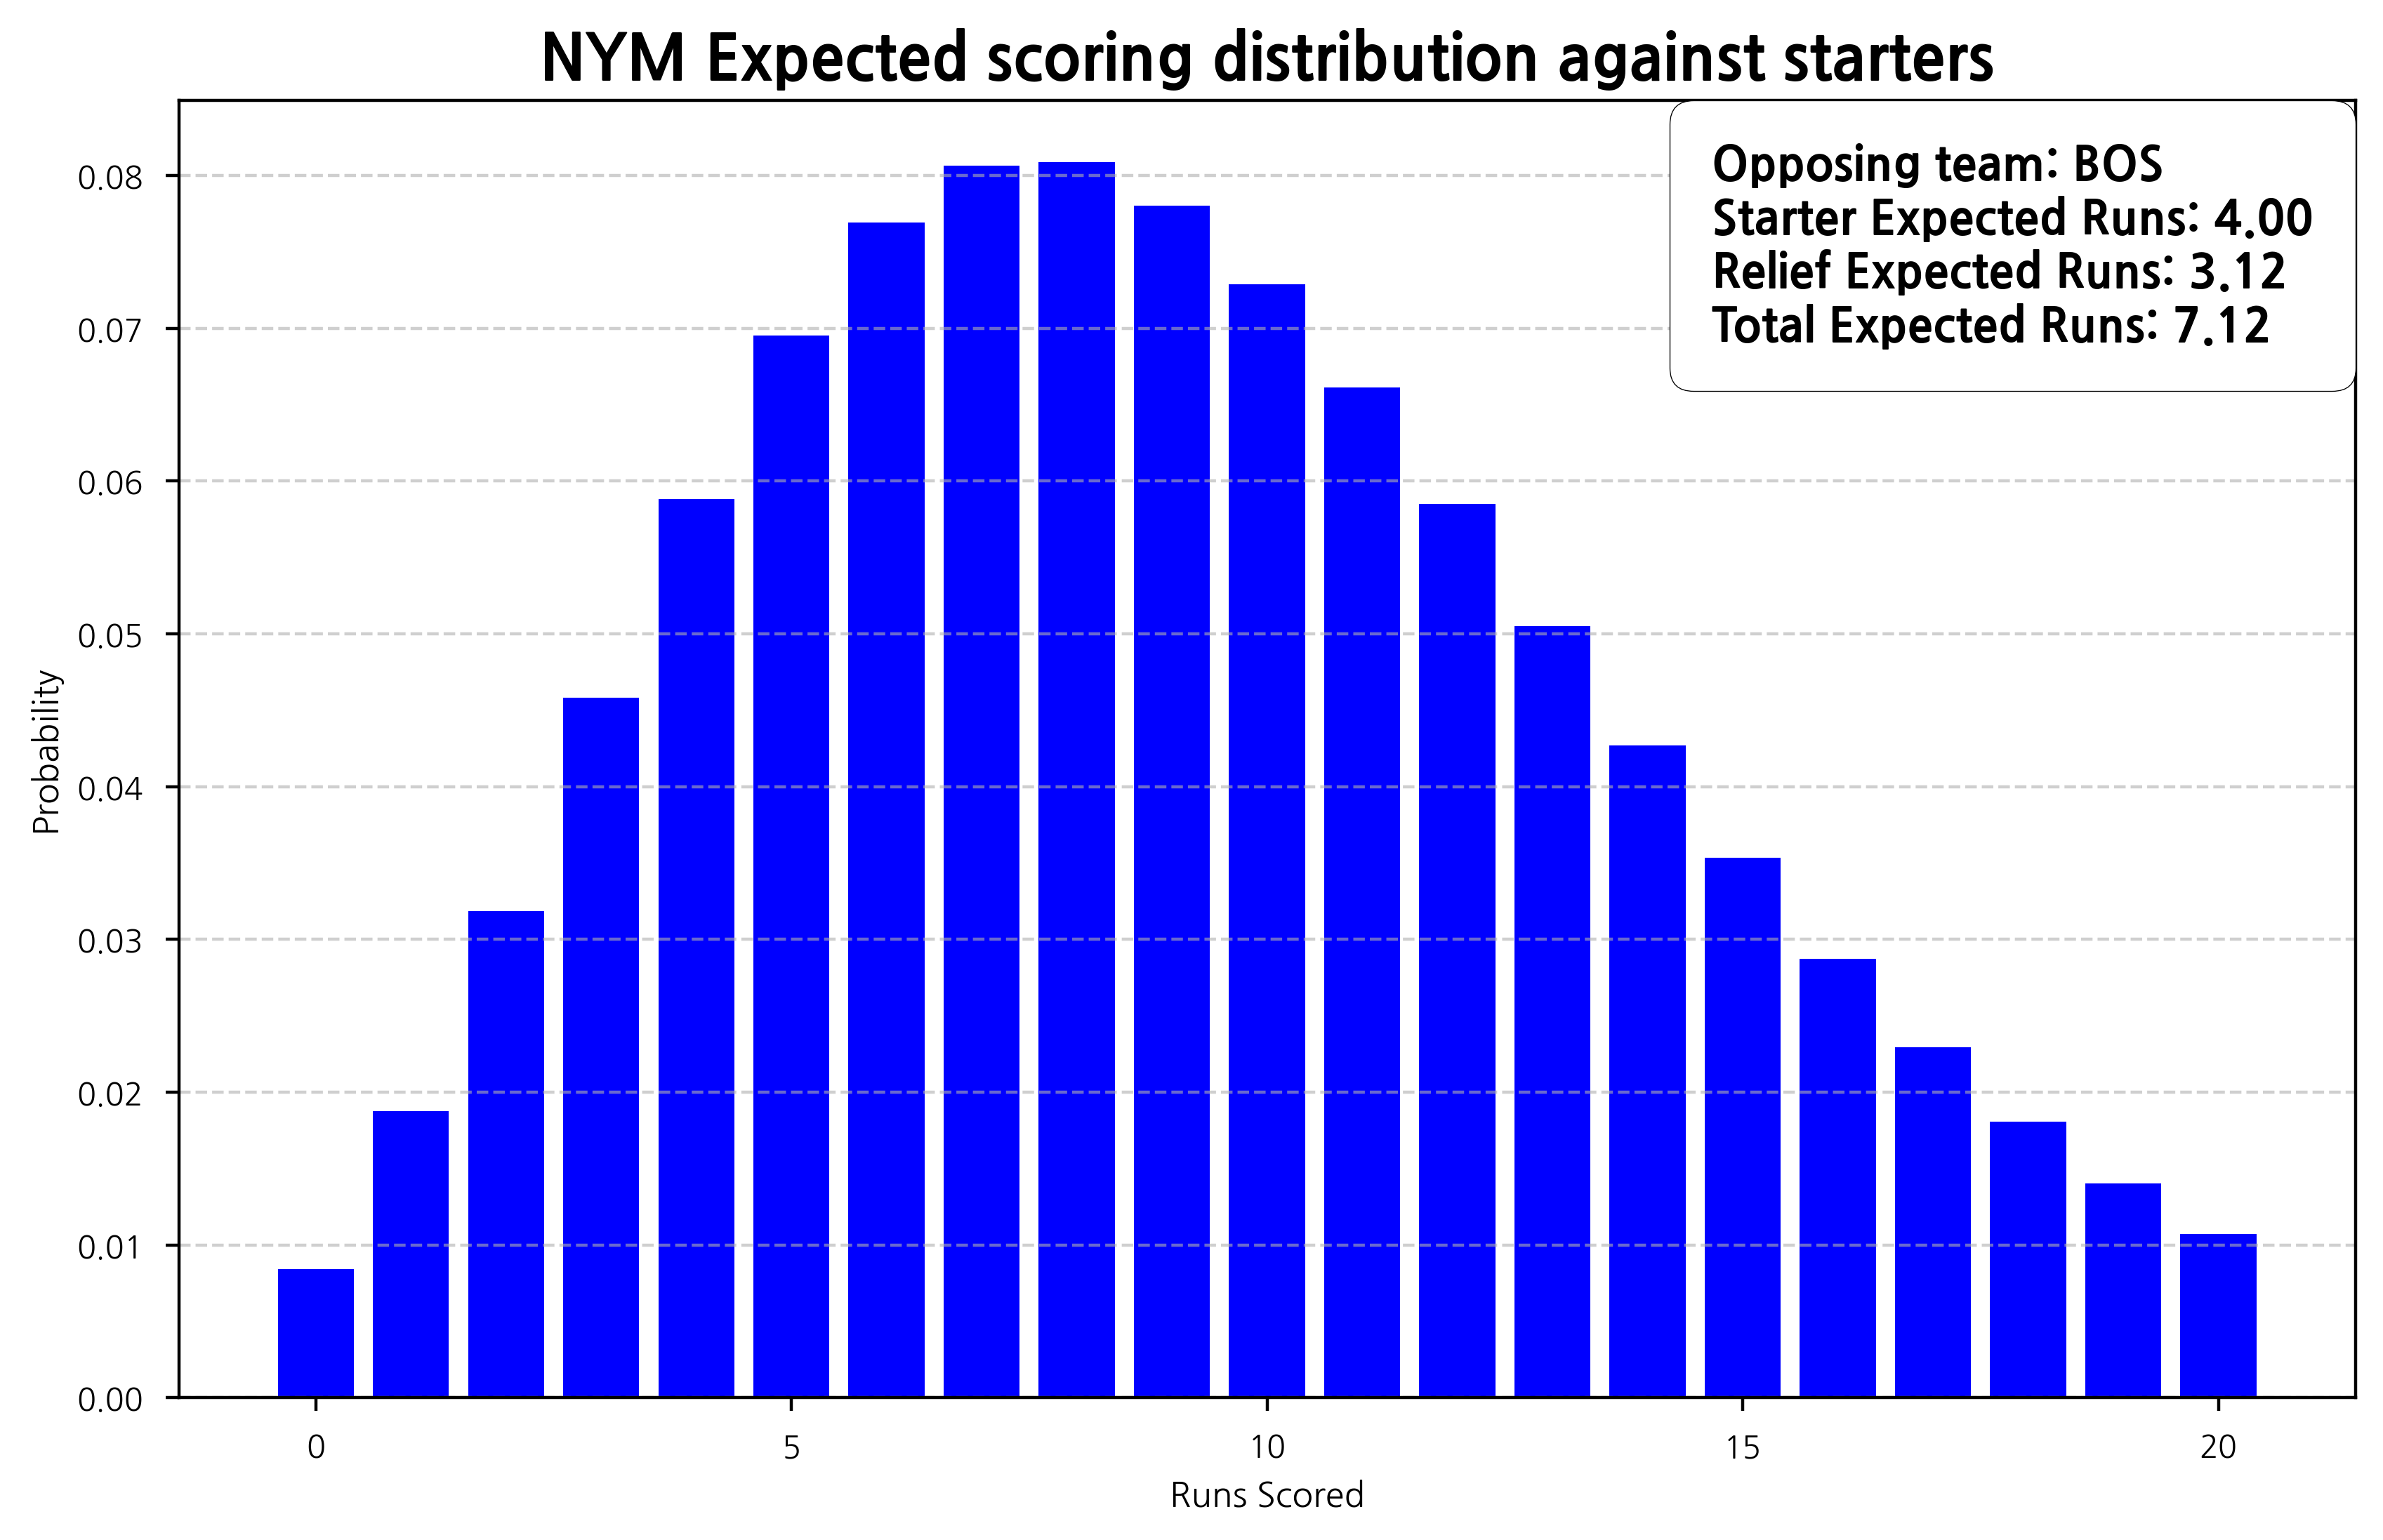 NYM Expected scoring distribution against starters
Opposing team: BOS
Starter Expected Runs: 4.00
Relief Expected Runs: 3.12
Total Expected Runs: 7.12
0.08
0.07
0.06
0.05
0.04
0.03
0.02
0.01
0.00
Probability
0 5 10 15 20
Runs Scored